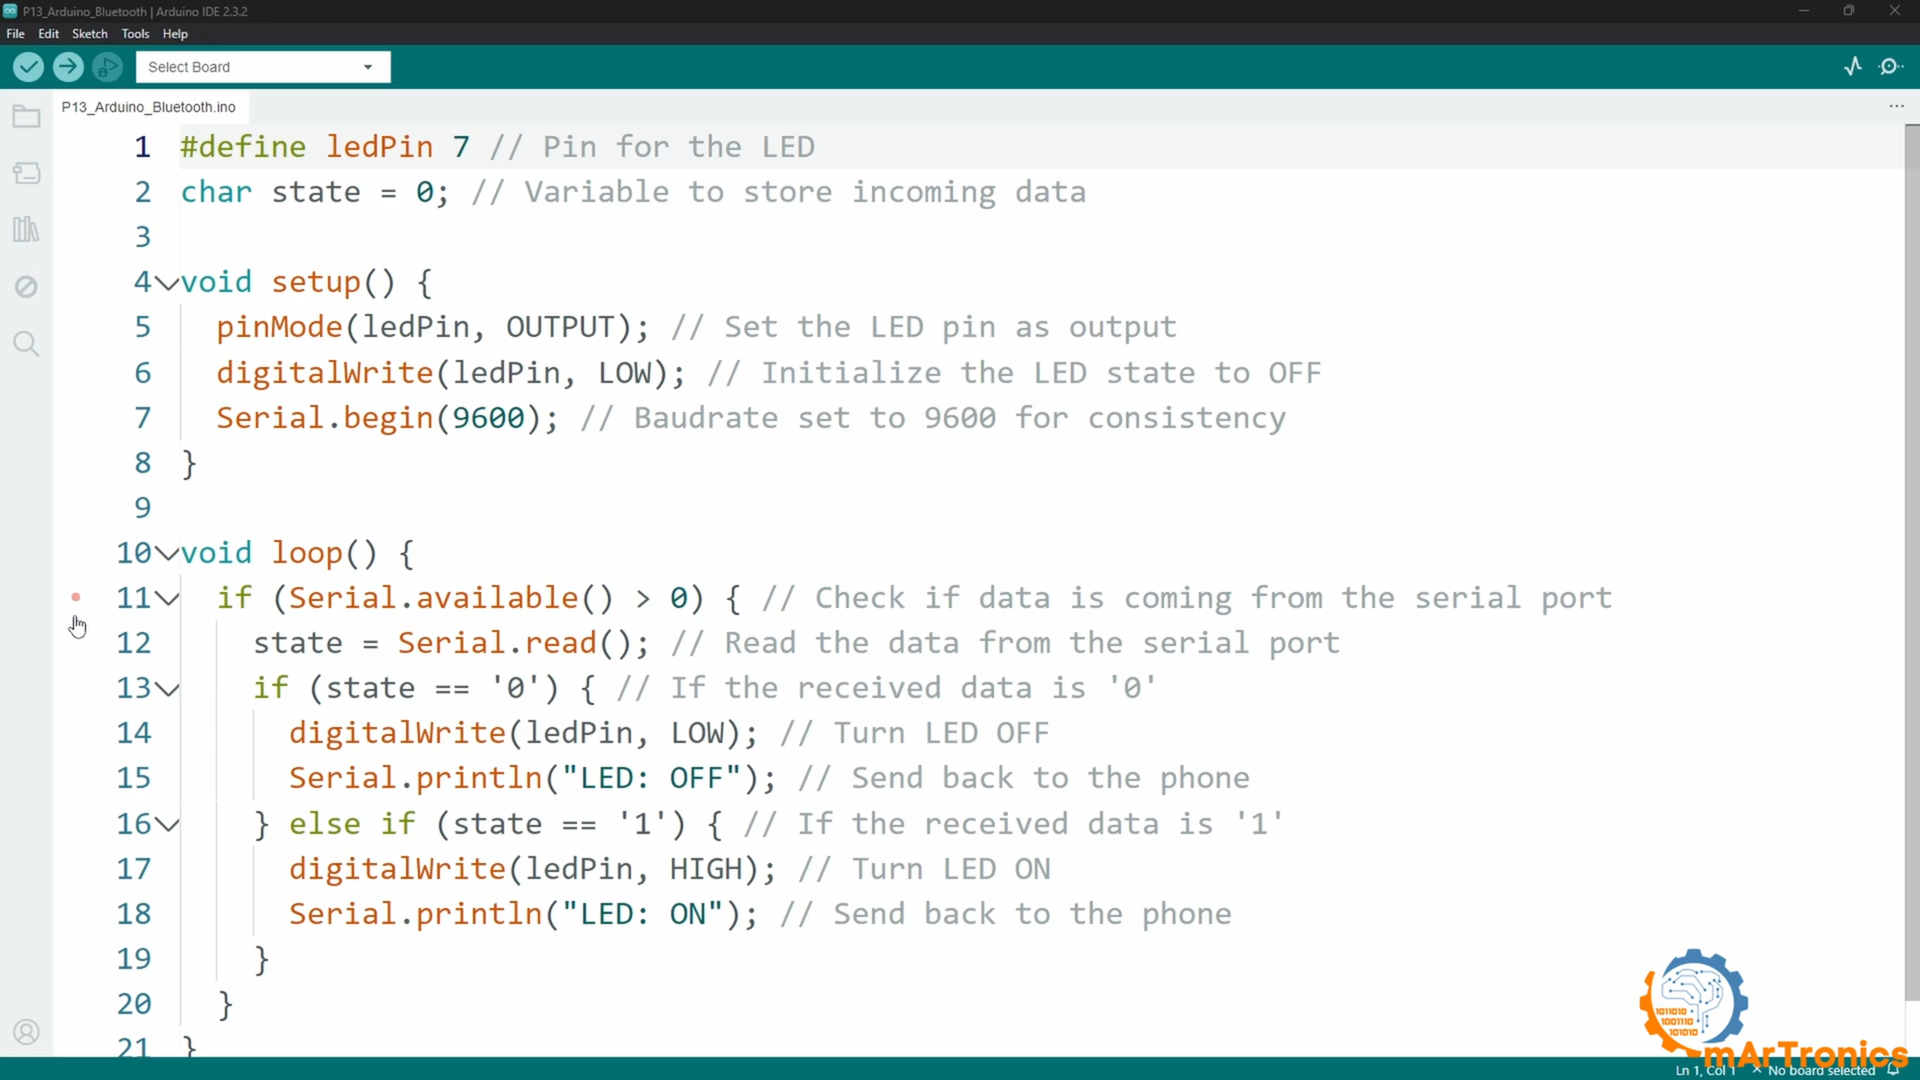 P13_Arduino_Bluetooth | Arduino IDE 2.3.2
File Edit Sketch Tools Help
Select Board
P13_Arduino_Bluetooth.ino
1 #define ledPin 7 // Pin for the LED
2 char state = 0; // Variable to store incoming data
3
4 void setup() {
5 pinMode(ledPin, OUTPUT); // Set the LED pin as output
6 digitalWrite(ledPin, LOW); // Initialize the LED state to OFF
7 Serial.begin(9600); // Baudrate set to 9600 for consistency
8 }
9
10 void loop() {
11 if (Serial.available() > 0) { // Check if data is coming from the serial port
12 state = Serial.read(); // Read the data from the serial port
13 if (state == '0') { // If the received data is '0'
14 digitalWrite(ledPin, LOW); // Turn LED OFF
15 Serial.println("LED: OFF"); // Send back to the phone
16 } else if (state == '1') { // If the received data is '1'
17 digitalWrite(ledPin, HIGH); // Turn LED ON
18 Serial.println("LED: ON"); // Send back to the phone
19 }
20 }
21 }
1011010
1001110
101010
mArTronics
Ln 1, Col 1 No board selected